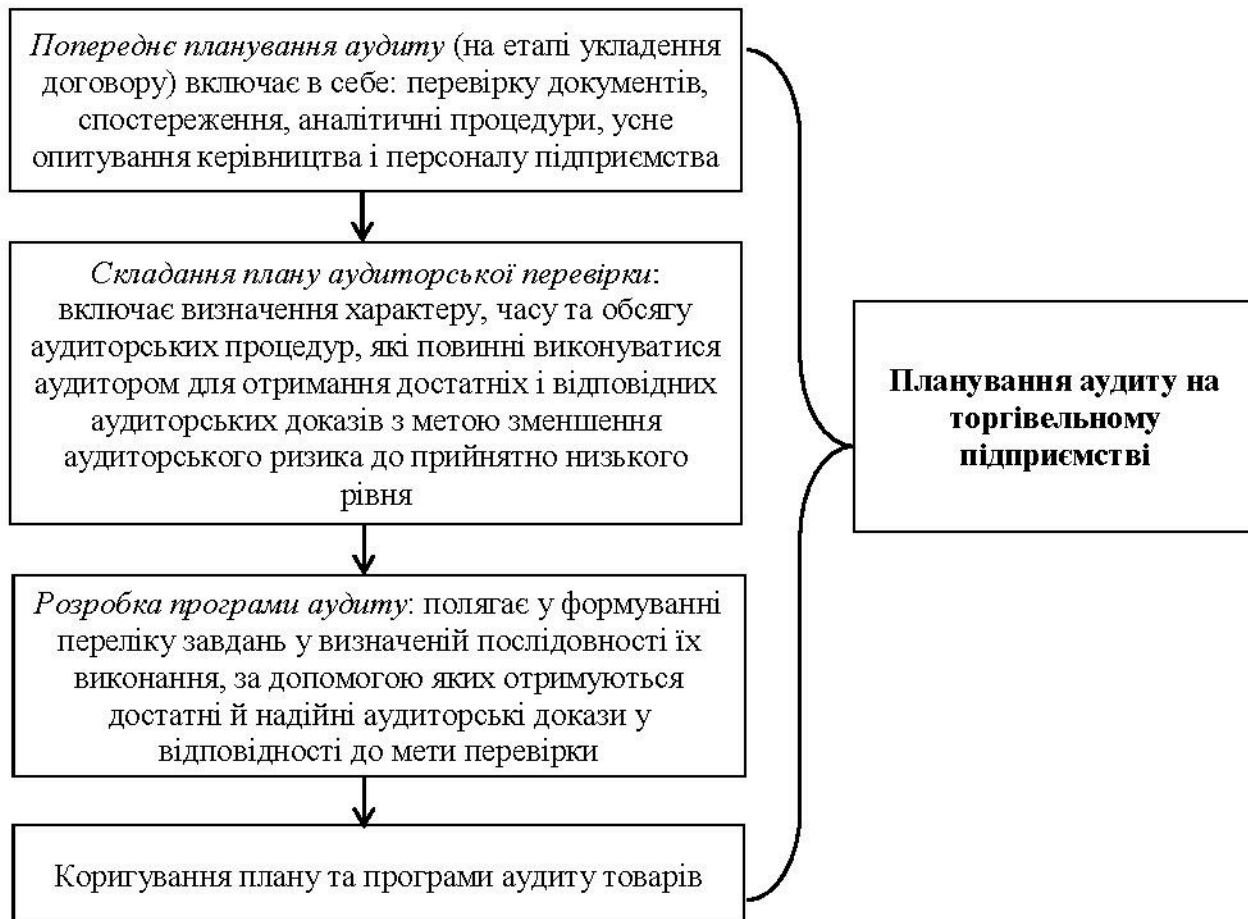 Попереднє планування аудиту (на етапі укладення
договору) включає в себе: перевірку документів,
спостереження, аналітичні процедури, усне
опитування керівництва і персоналу підприємства
Складання плану аудиторської перевірки:
включає визначення характеру, часу та обсягу
аудиторських процедур, які повинні виконуватися
аудитором для отримання достатніх і відповідних
аудиторських доказів з метою зменшення
аудиторського ризика до прийнятно низького
рівня
Розробка програми аудиту: полягає у формуванні
переліку завдань у визначеній послідовності їх
виконання, за допомогою яких отримуються
достатні й надійні аудиторські докази у
відповідності до мети перевірки
Коригування плану та програми аудиту товарів
Планування аудиту на
торгівельному
підприємстві